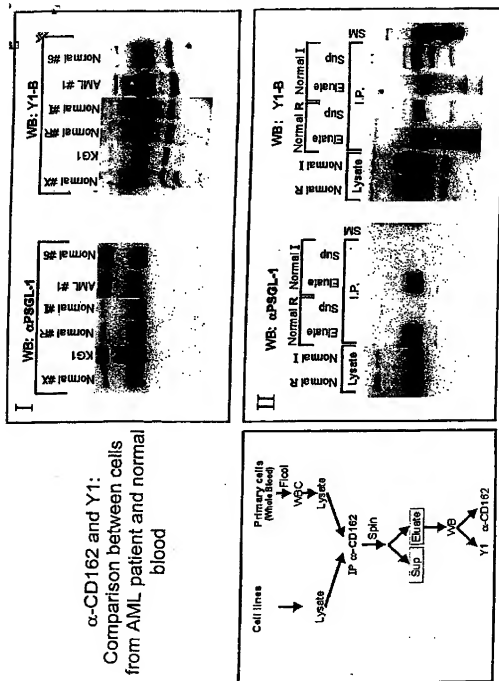 α-CD162 and Y1:
Comparison between cells
from AML patient and normal
blood
I
WB: αPSGL-1
Normal #X
KG1
Normal #R
Normal #I
AML #1
Normal #6
WB: Y1-B
Normal #X
KG1
Normal #R
Normal #I
AML #1
Normal #6
Cell lines
Lysate
Primary cells
(Whole Blood)
Ficol
WBC
Lysate
IP α-CD162
Spin
Sup
Eluate
WB
Y1
α-CD162
II
WB: αPSGL-1
Normal R Normal I
Normal R
Normal I
Eluate
Sup
Eluate
Sup
SM
Lysate
I.P.
WB: Y1-B
Normal R Normal I
Normal R
Normal I
Eluate
Sup
Eluate
Sup
SM
Lysate
I.P.